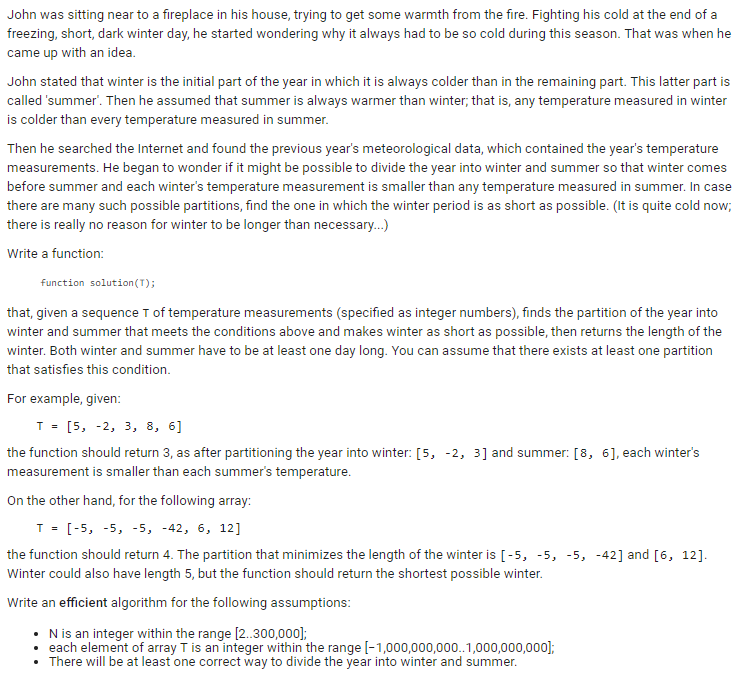 John was sitting near to a fireplace in his house, trying to get some warmth from the fire. Fighting his cold at the end of a
freezing, short, dark winter day, he started wondering why it always had to be so cold during this season. That was when he
came up with an idea.
John stated that winter is the initial part of the year in which it is always colder than in the remaining part. This latter part is
called 'summer'. Then he assumed that summer is always warmer than winter; that is, any temperature measured in winter
is colder than every temperature measured in summer.
Then he searched the Internet and found the previous year's meteorological data, which contained the year's temperature
measurements. He began to wonder if it might be possible to divide the year into winter and summer so that winter comes
before summer and each winter's temperature measurement is smaller than any temperature measured in summer. In case
there are many such possible partitions, find the one in which the winter period is as short as possible. (It is quite cold now;
there is really no reason for winter to be longer than necessary...)
Write a function:
function solution(T);
that, given a sequence T of temperature measurements (specified as integer numbers), finds the partition of the year into
winter and summer that meets the conditions above and makes winter as short as possible, then returns the length of the
winter. Both winter and summer have to be at least one day long. You can assume that there exists at least one partition
that satisfies this condition.
For example, given:
T = [5, -2, 3, 8, 6]
the function should return 3, as after partitioning the year into winter: [5, -2, 3] and summer: [8, 6], each winter's
measurement is smaller than each summer's temperature.
On the other hand, for the following array:
T = [-5, -5, -5, -42, 6, 12]
the function should return 4. The partition that minimizes the length of the winter is [-5, -5, -5, -42] and [6, 12].
Winter could also have length 5, but the function should return the shortest possible winter.
Write an efficient algorithm for the following assumptions:
• N is an integer within the range [2..300,000];
• each element of array T is an integer within the range [−1,000,000,000..1,000,000,000];
• There will be at least one correct way to divide the year into winter and summer.